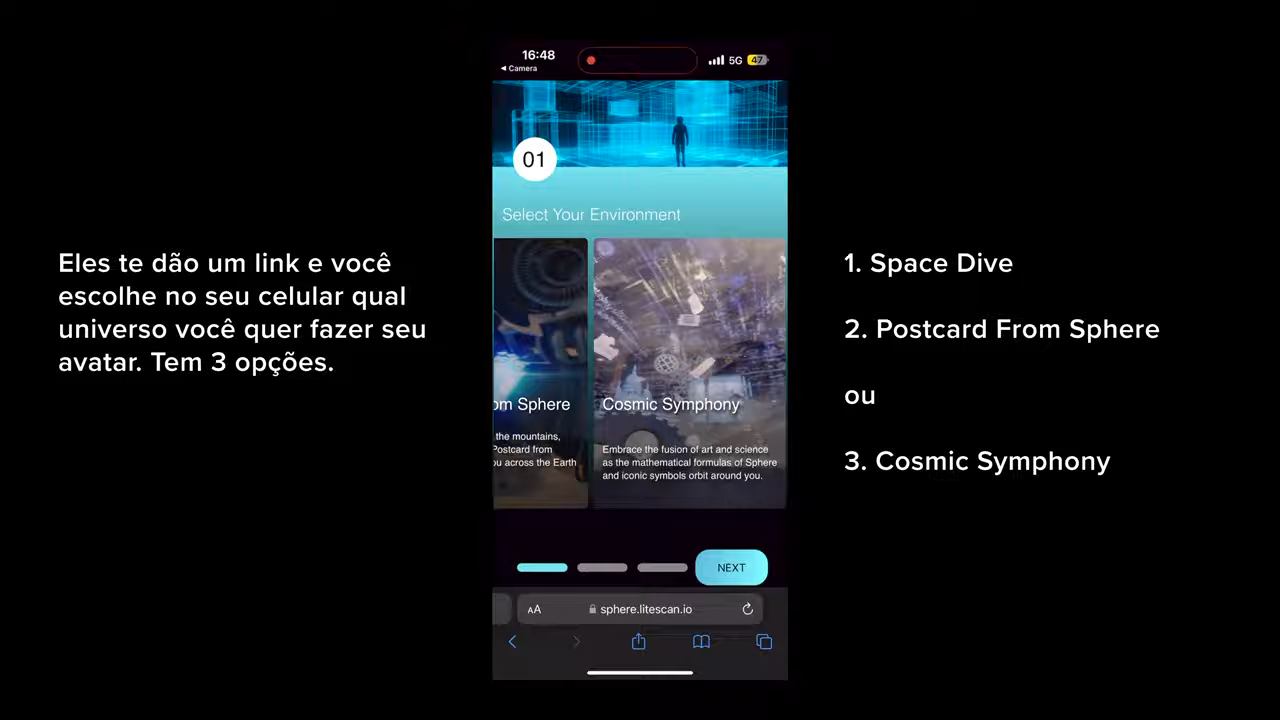 Eles te dão um link e você
escolhe no seu celular qual
universo você quer fazer seu
avatar. Tem 3 opções.
16:48
Camera
5G
47
01
Select Your Environment
om Sphere
the mountains,
Postcard from
ou across the Earth
Cosmic Symphony
Embrace the fusion of art and science
as the mathematical formulas of Sphere
and iconic symbols orbit around you.
NEXT
AA
sphere.litescan.io
1. Space Dive
2. Postcard From Sphere
ou
3. Cosmic Symphony